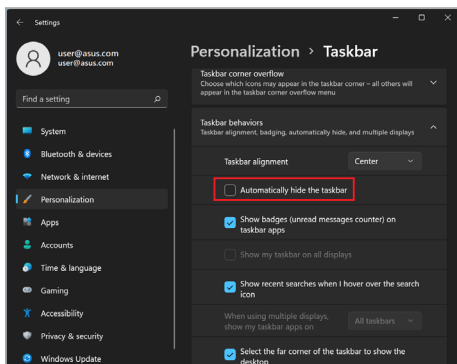 Settings
user@asus.com
user@asus.com
Find a setting
System
Bluetooth & devices
Network & internet
Personalization
Apps
Accounts
Time & language
Gaming
Accessibility
Privacy & security
Windows Update
Personalization > Taskbar
Taskbar corner overflow
Choose which icons may appear in the taskbar corner – all others will
appear in the taskbar corner overflow menu
Taskbar behaviors
Taskbar alignment, badging, automatically hide, and multiple displays
Taskbar alignment
Center
Automatically hide the taskbar
Show badges (unread messages counter) on
taskbar apps
Show my taskbar on all displays
Show recent searches when I hover over the search
icon
When using multiple displays,
show my taskbar apps on
All taskbars
Select the far corner of the taskbar to show the
desktop